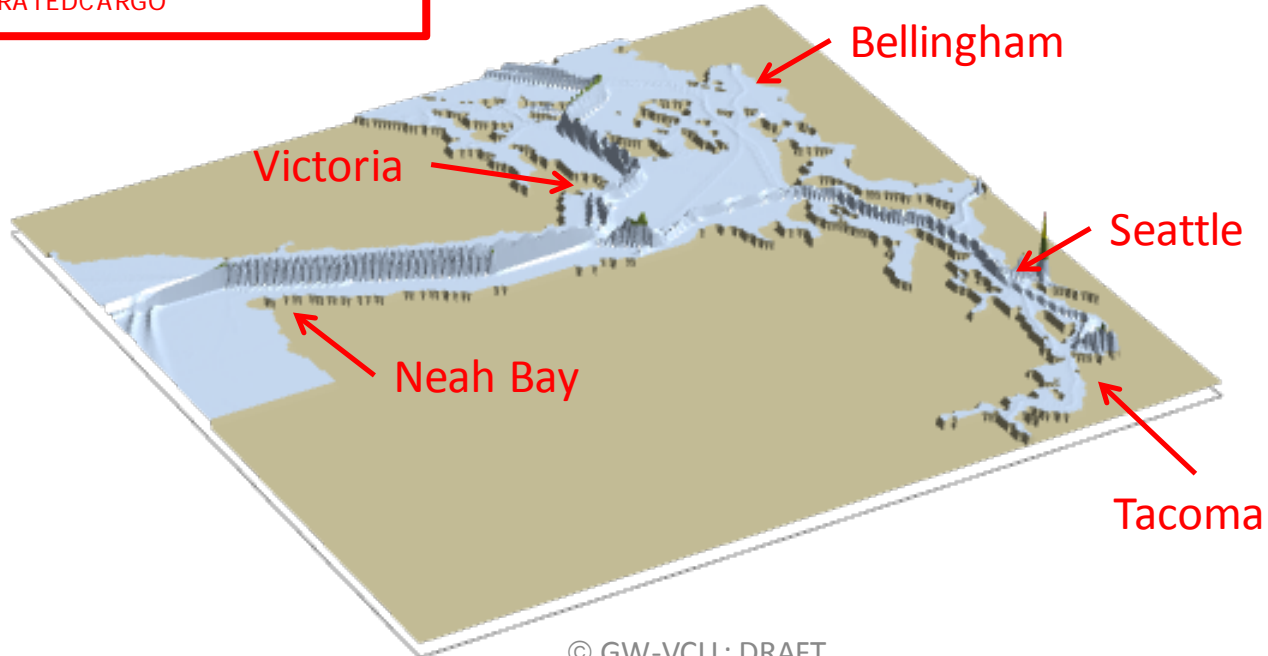 RATEDCARGO
Bellingham
Victoria
Seattle
Neah Bay
Tacoma
© GW-VCU : DRAFT